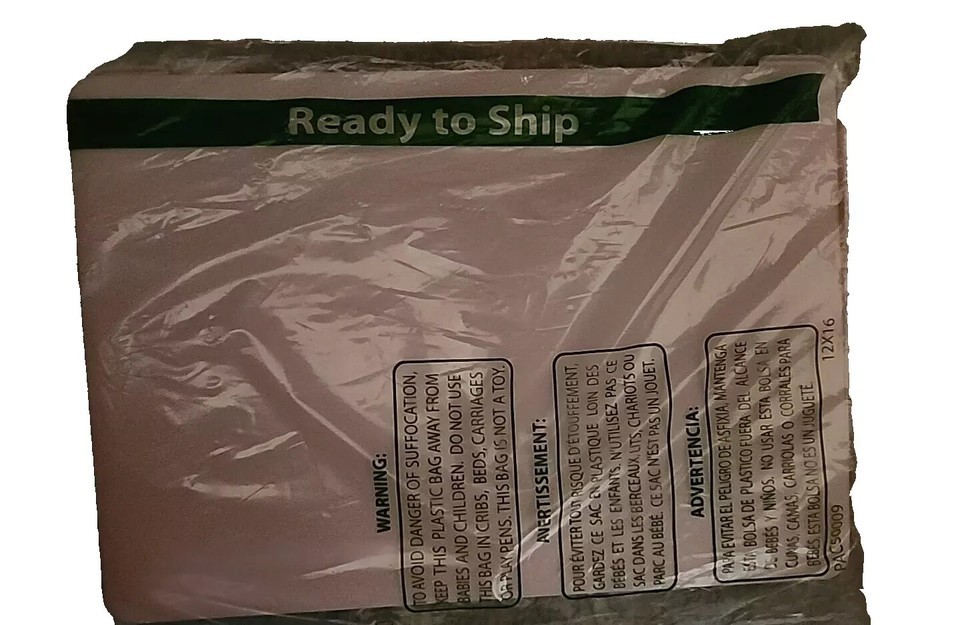 Ready to Ship
WARNING:
TO AVOID DANGER OF SUFFOCATION,
KEEP THIS PLASTIC BAG AWAY FROM
BABIES AND CHILDREN. DO NOT USE
THIS BAG IN CRIBS, BEDS, CARRIAGES
OR PLAY PENS. THIS BAG IS NOT A TOY.
AVERTISSEMENT:
POUR ÉVITER TOUT RISQUE D'ÉTOUFFEMENT,
GARDEZ CE SAC EN PLASTIQUE LOIN DES
BÉBÉS ET LES ENFANTS. N'UTILISEZ PAS CE
SAC DANS LES BERCEAUX, LITS, CHARIOTS OU
PARC AU BÉBÉ. CE SAC N'EST PAS UN JOUET.
ADVERTENCIA:
PARA EVITAR EL PELIGRO DE ASFIXIA MANTENGA
ESTA BOLSA DE PLASTICO FUERA DEL ALCANCE
DE BEBÉS Y NIÑOS. NO USAR ESTA BOLSA EN
CUNAS, CAMAS, CARRIOLAS O CORRALES PARA
BEBÉS. ESTA BOLSA NO ES UN JUGUETE.
PAC50009
12X16